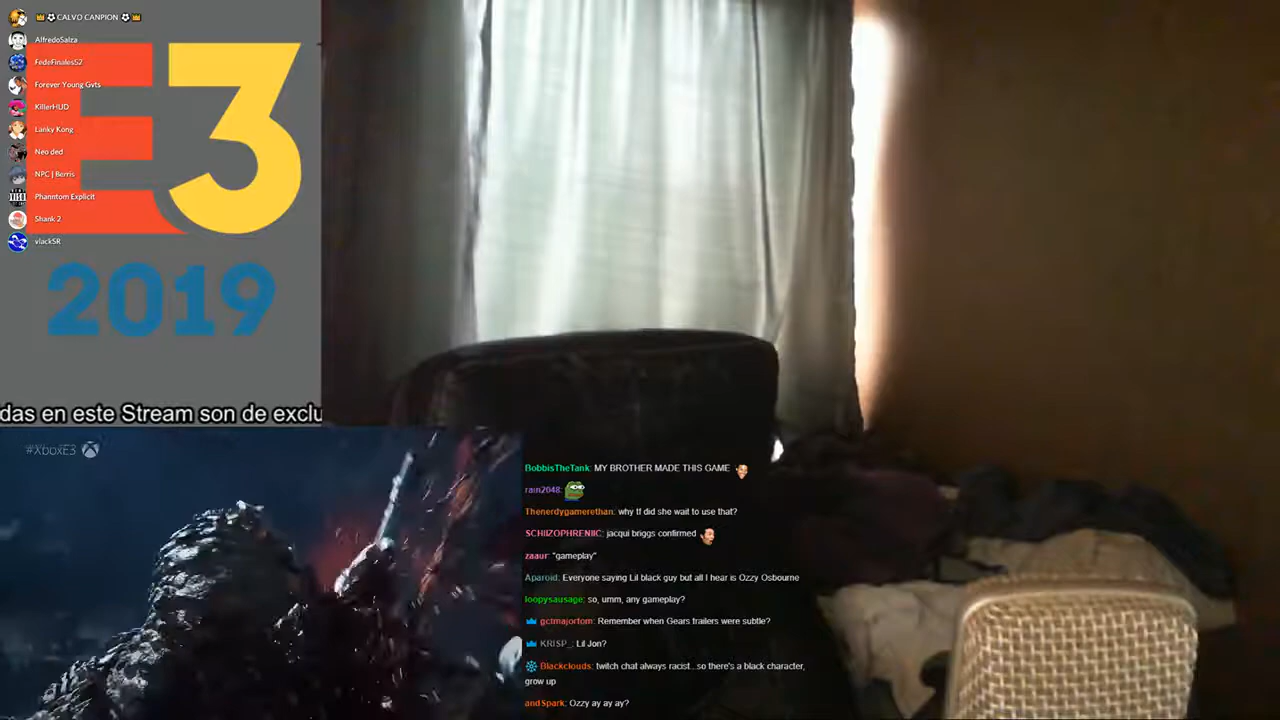 CALVO CANPION
AlfredoSalza
FedeFinales52
Forever Young Gvts
KillerHUD
Lanky Kong
Neo ded
NPC | Berris
Phanntom Explicit
Shank 2
vlackSR
E3
2019
das en este Stream son de exclu
#XboxE3
BobbisTheTank: MY BROTHER MADE THIS GAME
rain2048:
Thenerdygamerethan: why tf did she wait to use that?
SCHIIZOPHRENIIC: jacqui briggs confirmed
zaaur: "gameplay"
Aparoid: Everyone saying Lil black guy but all I hear is Ozzy Osbourne
loopysausage: so, umm, any gameplay?
gctmajortom: Remember when Gears trailers were subtle?
KRISP_: Lil Jon?
Blackclouds: twitch chat always racist...so there's a black character,
grow up
andSpark: Ozzy ay ay ay?